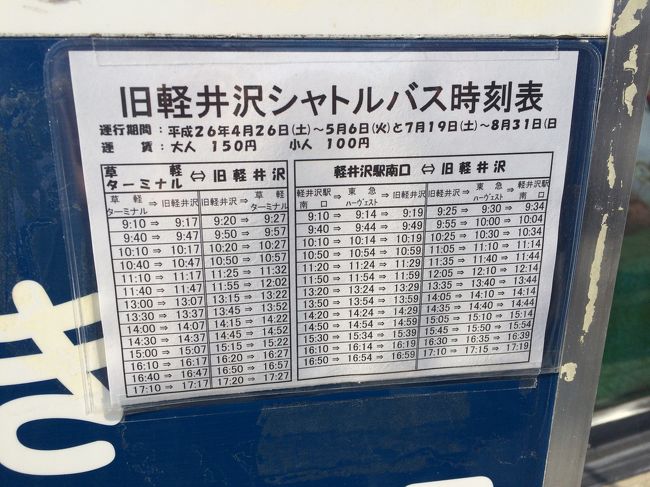 旧軽井沢シャトルバス時刻表
運行期間：平成26年4月26日(土)～5月6日(火)と7月19日(土)～8月31日(日
運 賃：大人 150円 小人 100円
草軽ターミナル ⇔ 旧軽井沢
草軽ターミナル ⇒ 旧軽井沢 旧軽井沢 ⇒ 草軽ターミナル
9:10 ⇒ 9:17 9:20 ⇒ 9:27
9:40 ⇒ 9:47 9:50 ⇒ 9:57
10:10 ⇒ 10:17 10:20 ⇒ 10:27
10:40 ⇒ 10:47 10:50 ⇒ 10:57
11:10 ⇒ 11:17 11:25 ⇒ 11:32
11:40 ⇒ 11:47 11:55 ⇒ 12:02
13:00 ⇒ 13:07 13:15 ⇒ 13:22
13:30 ⇒ 13:37 13:45 ⇒ 13:52
14:00 ⇒ 14:07 14:15 ⇒ 14:22
14:30 ⇒ 14:37 14:45 ⇒ 14:52
15:00 ⇒ 15:07 15:15 ⇒ 15:22
16:10 ⇒ 16:17 16:20 ⇒ 16:27
16:40 ⇒ 16:47 16:50 ⇒ 16:57
17:10 ⇒ 17:17 17:20 ⇒ 17:27
軽井沢駅南口 ⇔ 旧軽井沢
軽井沢駅南口 ⇒ 東急ハーヴェスト ⇒ 旧軽井沢 旧軽井沢 ⇒ 東急ハーヴェスト ⇒ 軽井沢駅南口
9:10 ⇒ 9:14 ⇒ 9:19 9:25 ⇒ 9:30 ⇒ 9:34
9:40 ⇒ 9:44 ⇒ 9:49 9:55 ⇒ 10:00 ⇒ 10:04
10:10 ⇒ 10:14 ⇒ 10:19 10:25 ⇒ 10:30 ⇒ 10:34
10:50 ⇒ 10:54 ⇒ 10:59 11:05 ⇒ 11:10 ⇒ 11:14
11:20 ⇒ 11:24 ⇒ 11:29 11:35 ⇒ 11:40 ⇒ 11:44
11:50 ⇒ 11:54 ⇒ 11:59 12:05 ⇒ 12:10 ⇒ 12:14
13:20 ⇒ 13:24 ⇒ 13:29 13:35 ⇒ 13:40 ⇒ 13:44
13:50 ⇒ 13:54 ⇒ 13:59 14:05 ⇒ 14:10 ⇒ 14:14
14:20 ⇒ 14:24 ⇒ 14:29 14:35 ⇒ 14:40 ⇒ 14:44
14:50 ⇒ 14:54 ⇒ 14:59 15:05 ⇒ 15:10 ⇒ 15:14
15:30 ⇒ 15:34 ⇒ 15:39 15:45 ⇒ 15:50 ⇒ 15:54
16:10 ⇒ 16:14 ⇒ 16:19 16:25 ⇒ 16:30 ⇒ 16:34
16:50 ⇒ 16:54 ⇒ 16:59 17:10 ⇒ 17:15 ⇒ 17:19